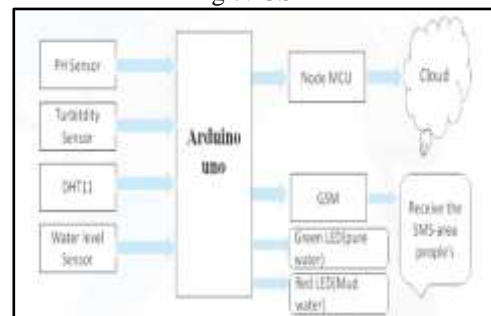 PH Sensor
Turbidity
Sensor
DHT11
Water level
Sensor
Arduino
uno
Node MCU
Cloud
GSM
Receive the
SMS-area
people's
Green LED(pure
water)
Red LED(Mud
water)